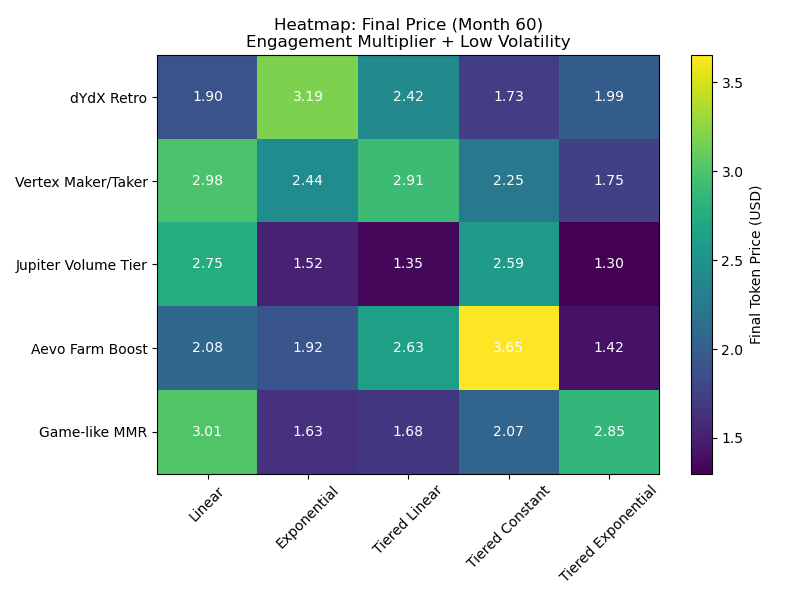 Heatmap: Final Price (Month 60)
Engagement Multiplier + Low Volatility
dYdX Retro 1.90 3.19 2.42 1.73 1.99
Vertex Maker/Taker 2.98 2.44 2.91 2.25 1.75
Jupiter Volume Tier 2.75 1.52 1.35 2.59 1.30
Aevo Farm Boost 2.08 1.92 2.63 3.65 1.42
Game-like MMR 3.01 1.63 1.68 2.07 2.85
Linear Exponential Tiered Linear Tiered Constant Tiered Exponential
3.5
3.0
2.5
2.0
1.5
Final Token Price (USD)